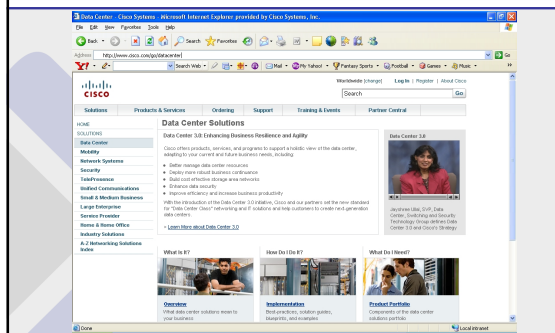 Data Center - Cisco Systems - Microsoft Internet Explorer provided by Cisco Systems, Inc.
File Edit View Favorites Tools Help
Back Search Favorites
Address http://www.cisco.com/go/datacenter Go
Y! Search Web Mail My Yahoo! Fantasy Sports Football Games Music
Worldwide [change] Log In | Register | About Cisco
CISCO
Search Go
Solutions Products & Services Ordering Support Training & Events Partner Central
HOME
SOLUTIONS
Data Center
Mobility
Network Systems
Security
TelePresence
Unified Communications
Small & Medium Business
Large Enterprise
Service Provider
Home & Home Office
Industry Solutions
A-Z Networking Solutions
Index
Data Center Solutions
Data Center 3.0: Enhancing Business Resilience and Agility
Cisco offers products, services, and programs to support a holistic view of the data center,
adapting to your current and future business needs, including:
Better manage data center resources
Deploy more robust business continuance
Build cost effective storage area networks
Enhance data security
Improve efficiency and increase business productivity
With the introduction of the Data Center 3.0 initiative, Cisco and our partners set the new standard
for "Data Center Class" networking and IT solutions and help customers to create next generation
data centers.
Learn More about Data Center 3.0
Data Center 3.0
Jayshree Ullal, SVP, Data
Center, Switching and Security
Technology Group defines Data
Center 3.0 and Cisco's Strategy
What Is It?
Overview
What data center solutions mean to
your business
How Do I Do It?
Implementation
Best-practices, solution guides,
blueprints, and examples
What Do I Need?
Product Portfolio
Components of the data center
solutions portfolio
Done
Local intranet